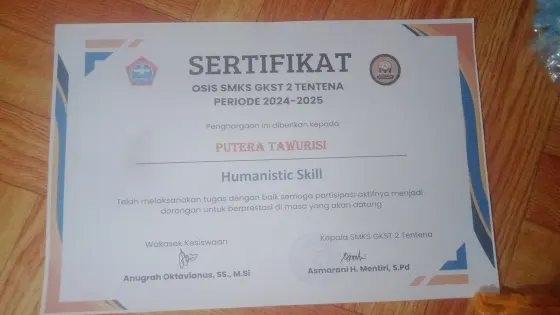 SERTIFIKAT
OSIS SMKS GKST 2 TENTENA
PERIODE 2024-2025
Penghargaan ini diberikan kepada
PUTERA TAWURISI
Humanistic Skill
Telah melaksanakan tugas dengan baik semoga partisipasi aktifnya menjadi
dorongan untuk berprestasi di masa yang akan datang
Wakasek Kesiswaan
Kepala SMKS GKST 2 Tentena
Anugrah Oktavianus, SS., M.Si
Asmarani H. Mentiri, S.Pd